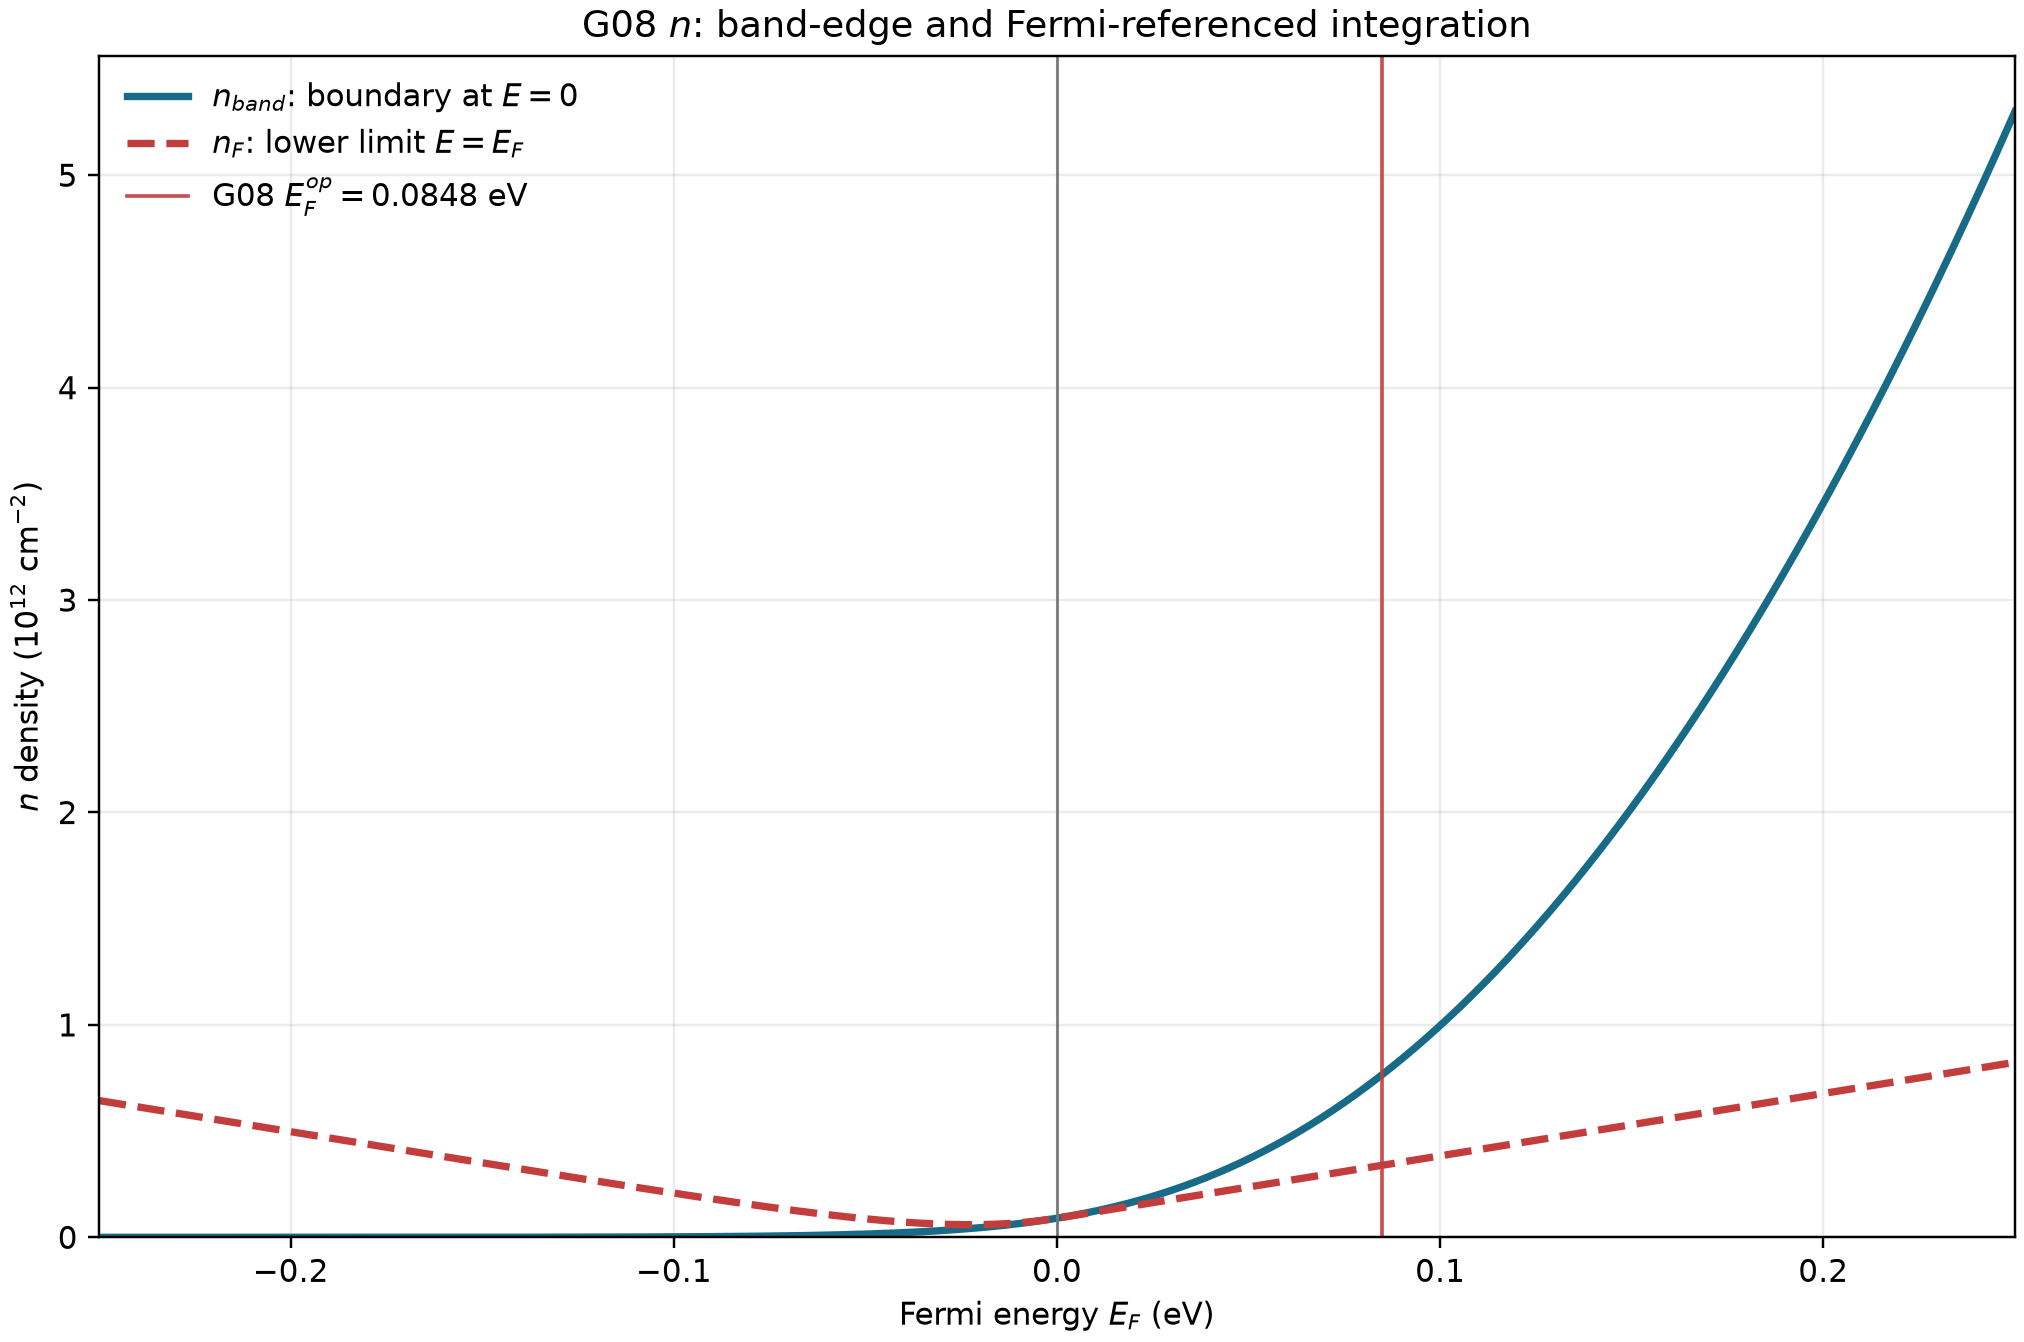 G08 n: band-edge and Fermi-referenced integration
n_band: boundary at E = 0
n_F: lower limit E = E_F
G08 E_F^op = 0.0848 eV
n density (10^12 cm^−2)
5
4
3
2
1
0
−0.2 −0.1 0.0 0.1 0.2
Fermi energy E_F (eV)